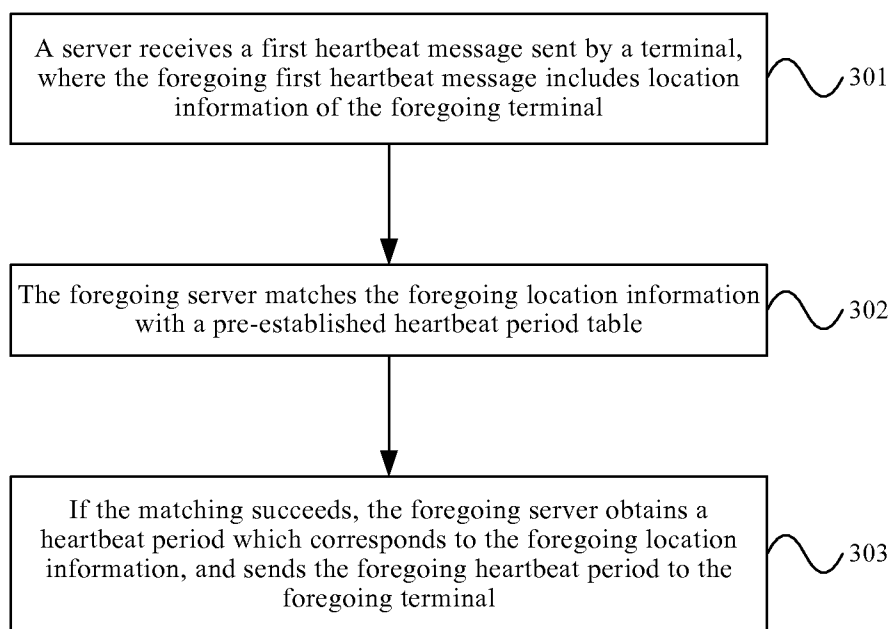 A server receives a first heartbeat message sent by a terminal,
where the foregoing first heartbeat message includes location
information of the foregoing terminal
301
The foregoing server matches the foregoing location information
with a pre-established heartbeat period table
302
If the matching succeeds, the foregoing server obtains a
heartbeat period which corresponds to the foregoing location
information, and sends the foregoing heartbeat period to the
foregoing terminal
303